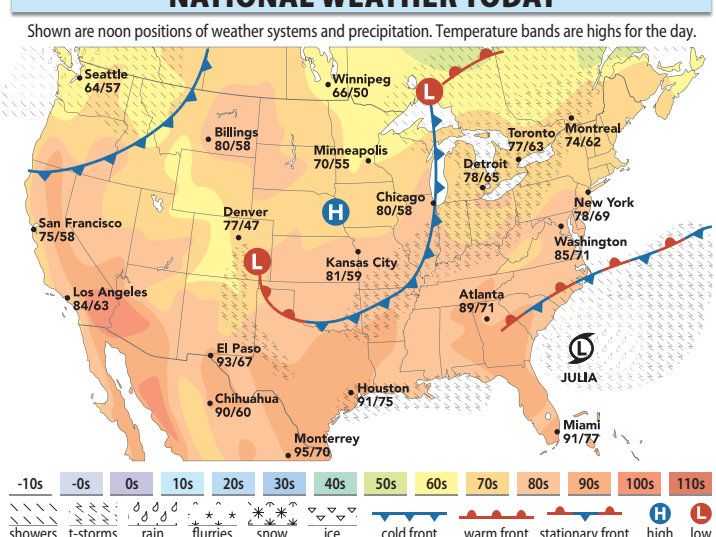 NATIONAL WEATHER TODAY
Shown are noon positions of weather systems and precipitation. Temperature bands are highs for the day.
Seattle
64/57
Winnipeg
66/50
L
Billings
80/58
Minneapolis
70/55
Toronto
77/63
Montreal
74/62
Detroit
78/65
Chicago
80/58
New York
78/69
H
Denver
77/47
San Francisco
75/58
Washington
85/71
L
Kansas City
81/59
Los Angeles
84/63
Atlanta
89/71
L
JULIA
El Paso
93/67
Chihuahua
90/60
Houston
91/75
Miami
91/77
Monterrey
95/70
-10s -0s 0s 10s 20s 30s 40s 50s 60s 70s 80s 90s 100s 110s
H L
showers t-storms rain flurries snow ice cold front warm front stationary front high low